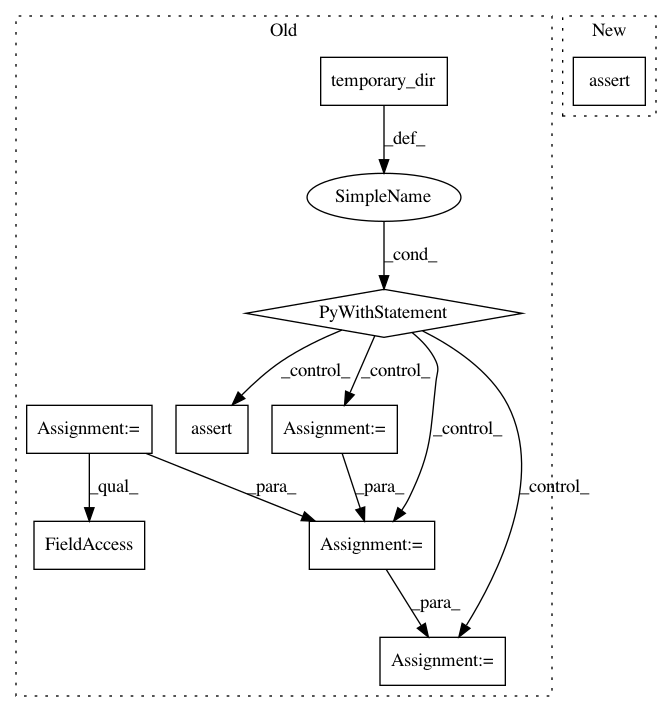 Old
New
temporary_dir
assert
_def_
SimpleName
_cond_
PyWithStatement
_control_
_control_
Assignment:=
assert
Assignment:=
_control_
_qual_
_para_
_para_
_control_
FieldAccess
Assignment:=
_para_
Assignment:=